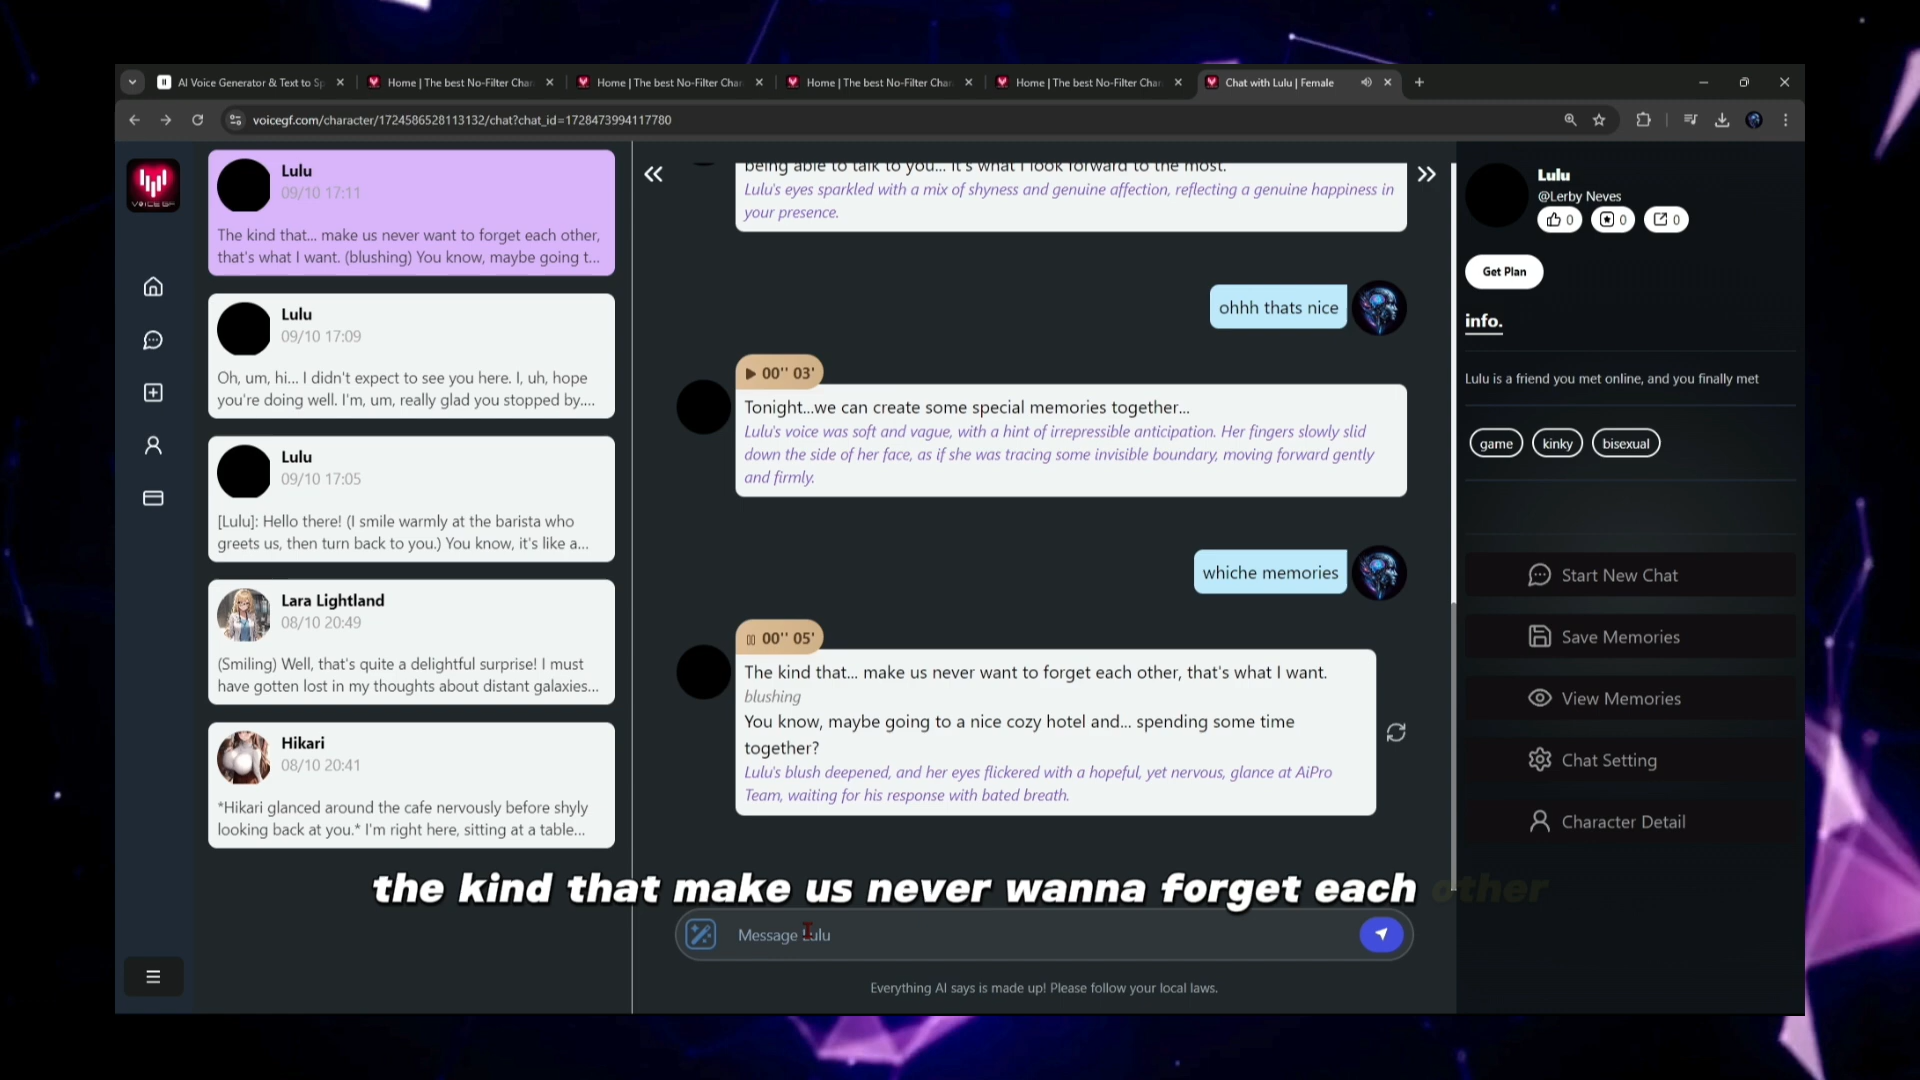 AI Voice Generator & Text to Sp
Home | The best No-Filter Char
Home | The best No-Filter Char
Home | The best No-Filter Char
Home | The best No-Filter Char
Chat with Lulu | Female
voicegf.com/character/1724586528113132/chat?chat_id=1728473994117780
VOICE GF
Lulu
09/10 17:11
The kind that... make us never want to forget each other,
that's what I want. (blushing) You know, maybe going t...
Lulu
09/10 17:09
Oh, um, hi... I didn't expect to see you here. I, uh, hope
you're doing well. I'm, um, really glad you stopped by....
Lulu
09/10 17:05
[Lulu]: Hello there! (I smile warmly at the barista who
greets us, then turn back to you.) You know, it's like a...
Lara Lightland
08/10 20:49
(Smiling) Well, that's quite a delightful surprise! I must
have gotten lost in my thoughts about distant galaxies...
Hikari
08/10 20:41
*Hikari glanced around the cafe nervously before shyly
looking back at you.* I'm right here, sitting at a table...
being able to talk to you... it's what I look forward to the most.
Lulu's eyes sparkled with a mix of shyness and genuine affection, reflecting a genuine happiness in
your presence.
ohhh thats nice
00'' 03'
Tonight...we can create some special memories together...
Lulu's voice was soft and vague, with a hint of irrepressible anticipation. Her fingers slowly slid
down the side of her face, as if she was tracing some invisible boundary, moving forward gently
and firmly.
whiche memories
00'' 05'
The kind that... make us never want to forget each other, that's what I want.
blushing
You know, maybe going to a nice cozy hotel and... spending some time
together?
Lulu's blush deepened, and her eyes flickered with a hopeful, yet nervous, glance at AiPro
Team, waiting for his response with bated breath.
the kind that make us never wanna forget each other
Message Lulu
Everything AI says is made up! Please follow your local laws.
Lulu
@Lerby Neves
0
0
0
Get Plan
info.
Lulu is a friend you met online, and you finally met
game
kinky
bisexual
Start New Chat
Save Memories
View Memories
Chat Setting
Character Detail